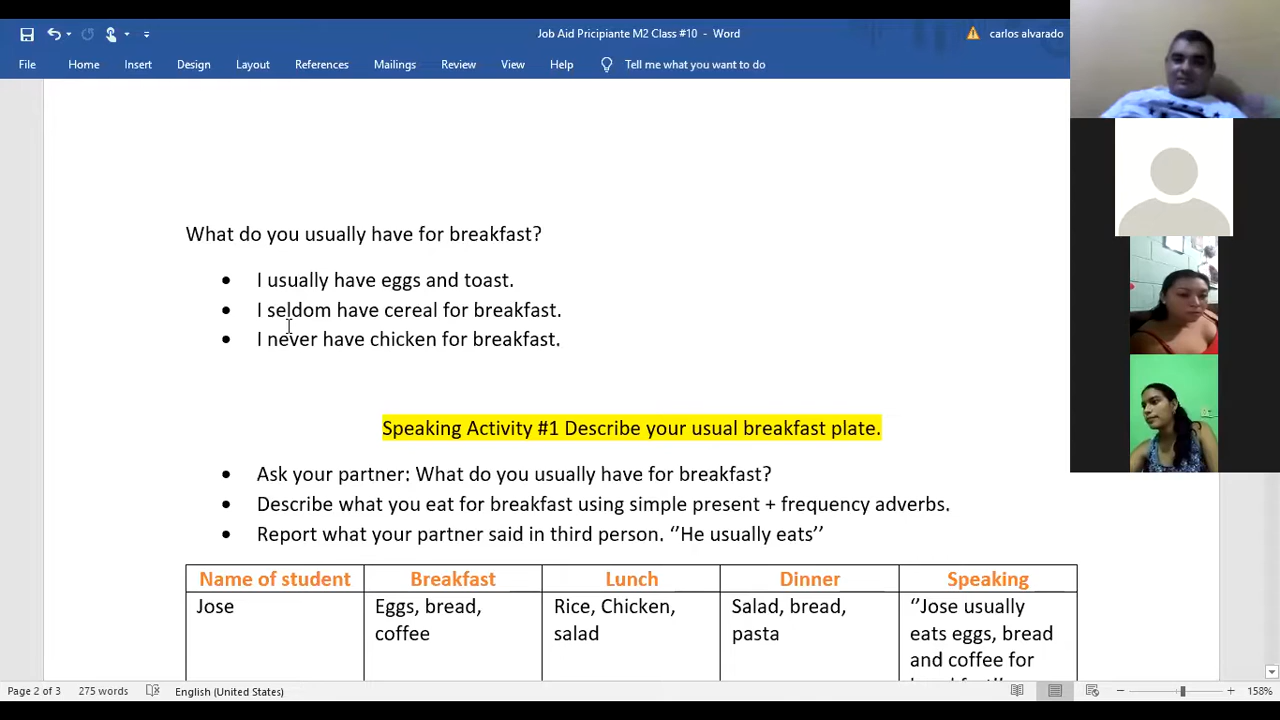 Job Aid Pricipiante M2 Class #10 - Word
carlos alvarado
File Home Insert Design Layout References Mailings Review View Help Tell me what you want to do
What do you usually have for breakfast?
• I usually have eggs and toast.
• I seldom have cereal for breakfast.
• I never have chicken for breakfast.
Speaking Activity #1 Describe your usual breakfast plate.
• Ask your partner: What do you usually have for breakfast?
• Describe what you eat for breakfast using simple present + frequency adverbs.
• Report what your partner said in third person. ‘’He usually eats’’
Name of student Breakfast Lunch Dinner Speaking
Jose Eggs, bread, Rice, Chicken, Salad, bread, ‘’Jose usually
coffee salad pasta eats eggs, bread
and coffee for
Page 2 of 3 275 words English (United States) 158%